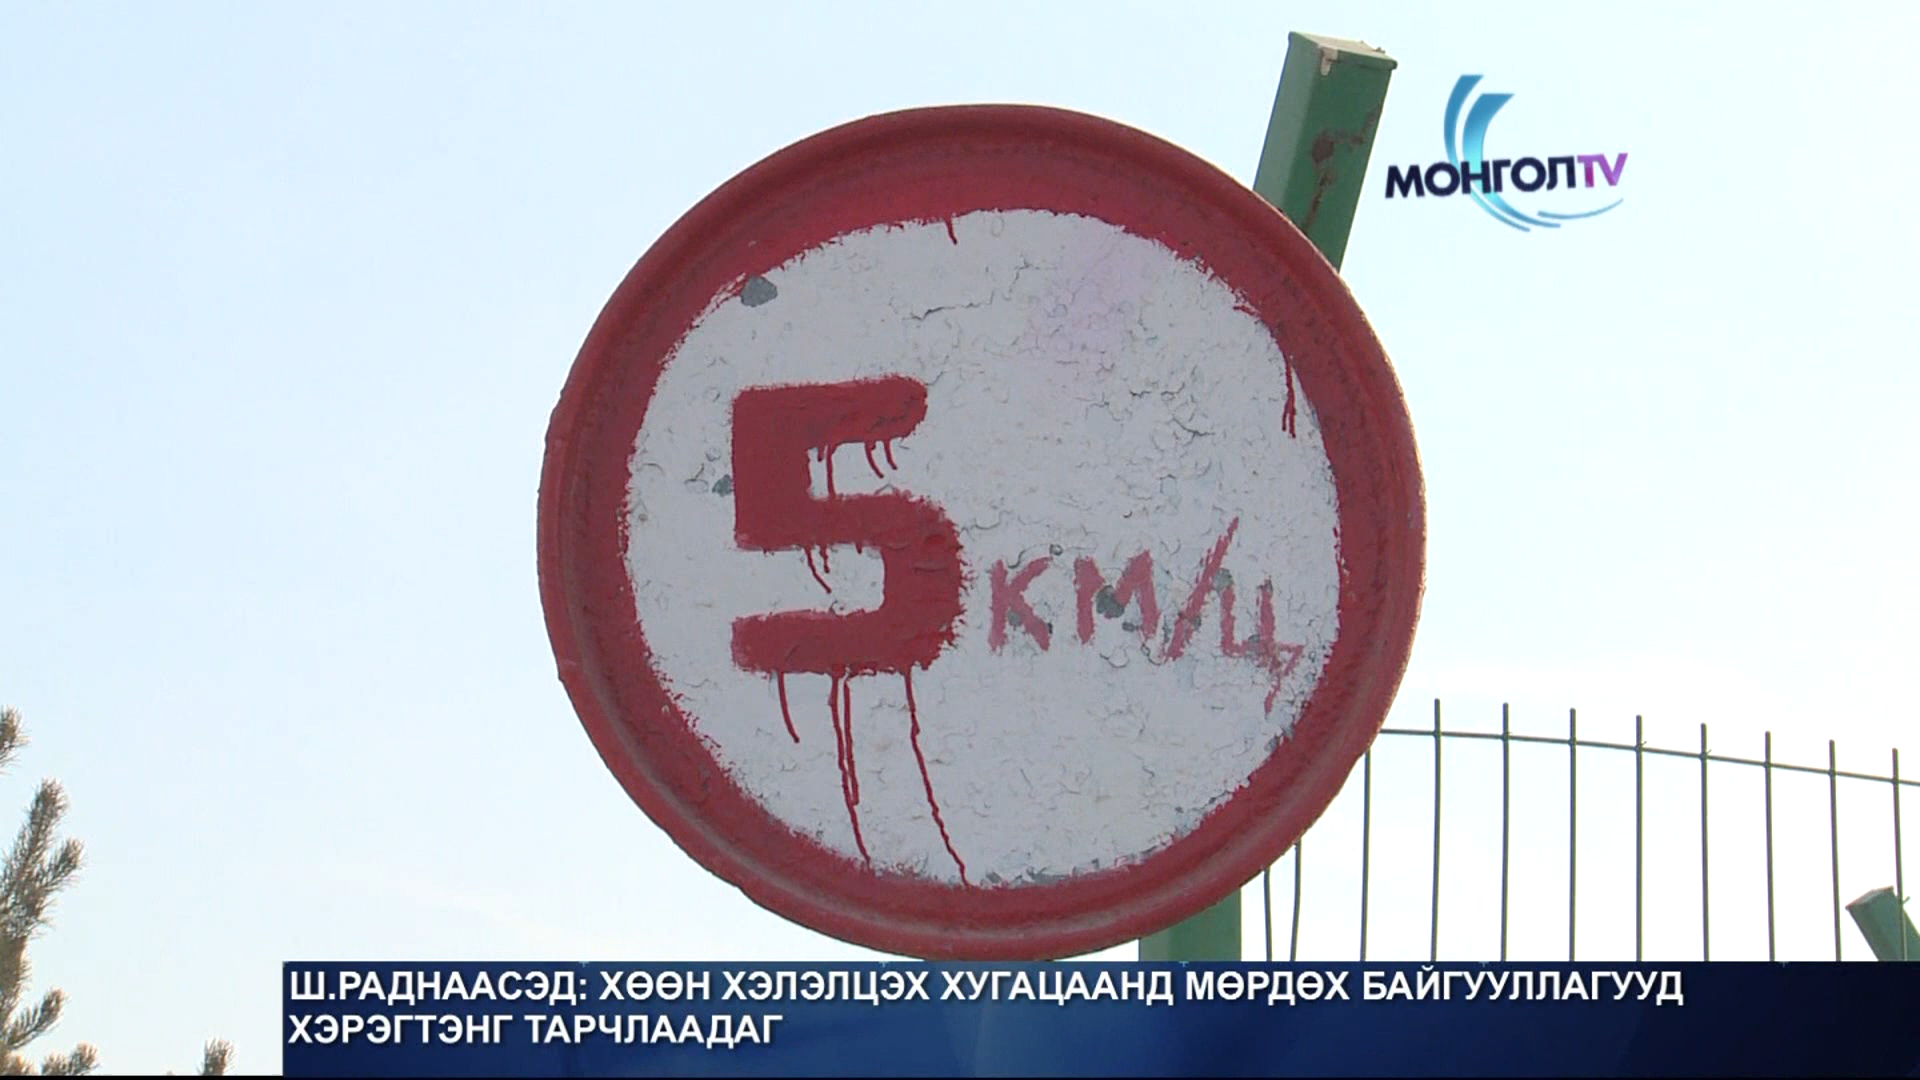 МОНГОЛTV
5 км/ц
Ш.РАДНААСЭД: ХӨӨН ХЭЛЭЛЦЭХ ХУГАЦААНД МӨРДӨХ БАЙГУУЛЛАГУУД
ХЭРЭГТЭНГ ТАРЧЛААДАГ